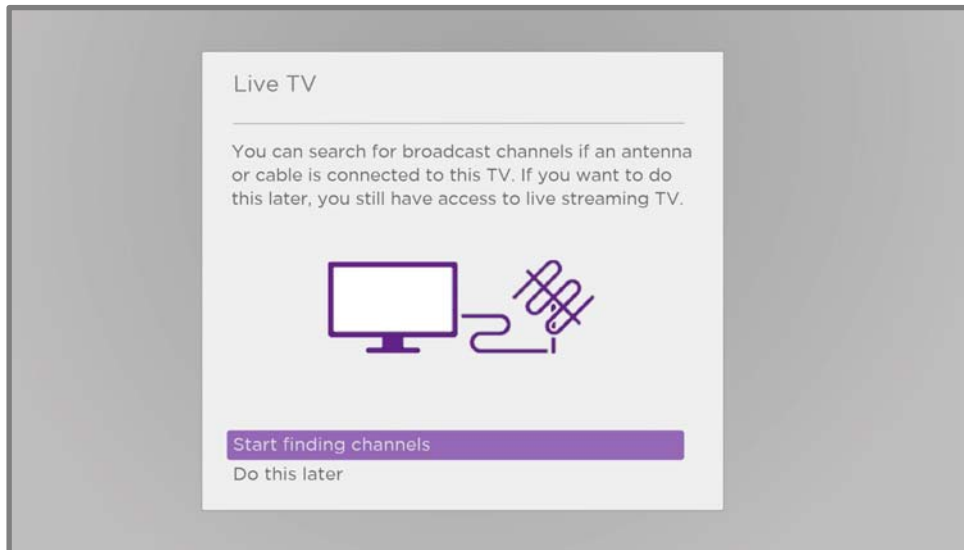 Live TV
You can search for broadcast channels if an antenna
or cable is connected to this TV. If you want to do
this later, you still have access to live streaming TV.
Start finding channels
Do this later